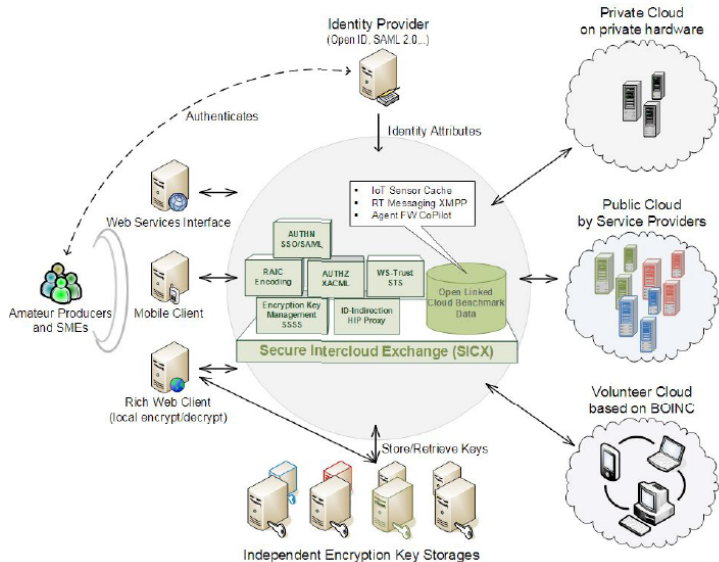 Identity Provider
(Open ID, SAML 2.0,..)
Private Cloud
on private hardware
Authenticates
Identity Attributes
IoT Sensor Cache
RT Messaging XMPP
Agent FW CoPilot
Web Services Interface
Public Cloud
by Service Providers
AUTHN
SSO/SAML
RAIC
Encoding
AUTHZ
XACML
WS-Trust
STS
Open Linked
Cloud Benchmark
Data
Encryption Key
Management
SSSS
ID-Indirection
HIP Proxy
Amateur Producers
and SMEs
Mobile Client
Secure Intercloud Exchange (SICX)
Rich Web Client
(local encrypt/decrypt)
Volunteer Cloud
based on BOINC
Store/Retrieve Keys
Independent Encryption Key Storages